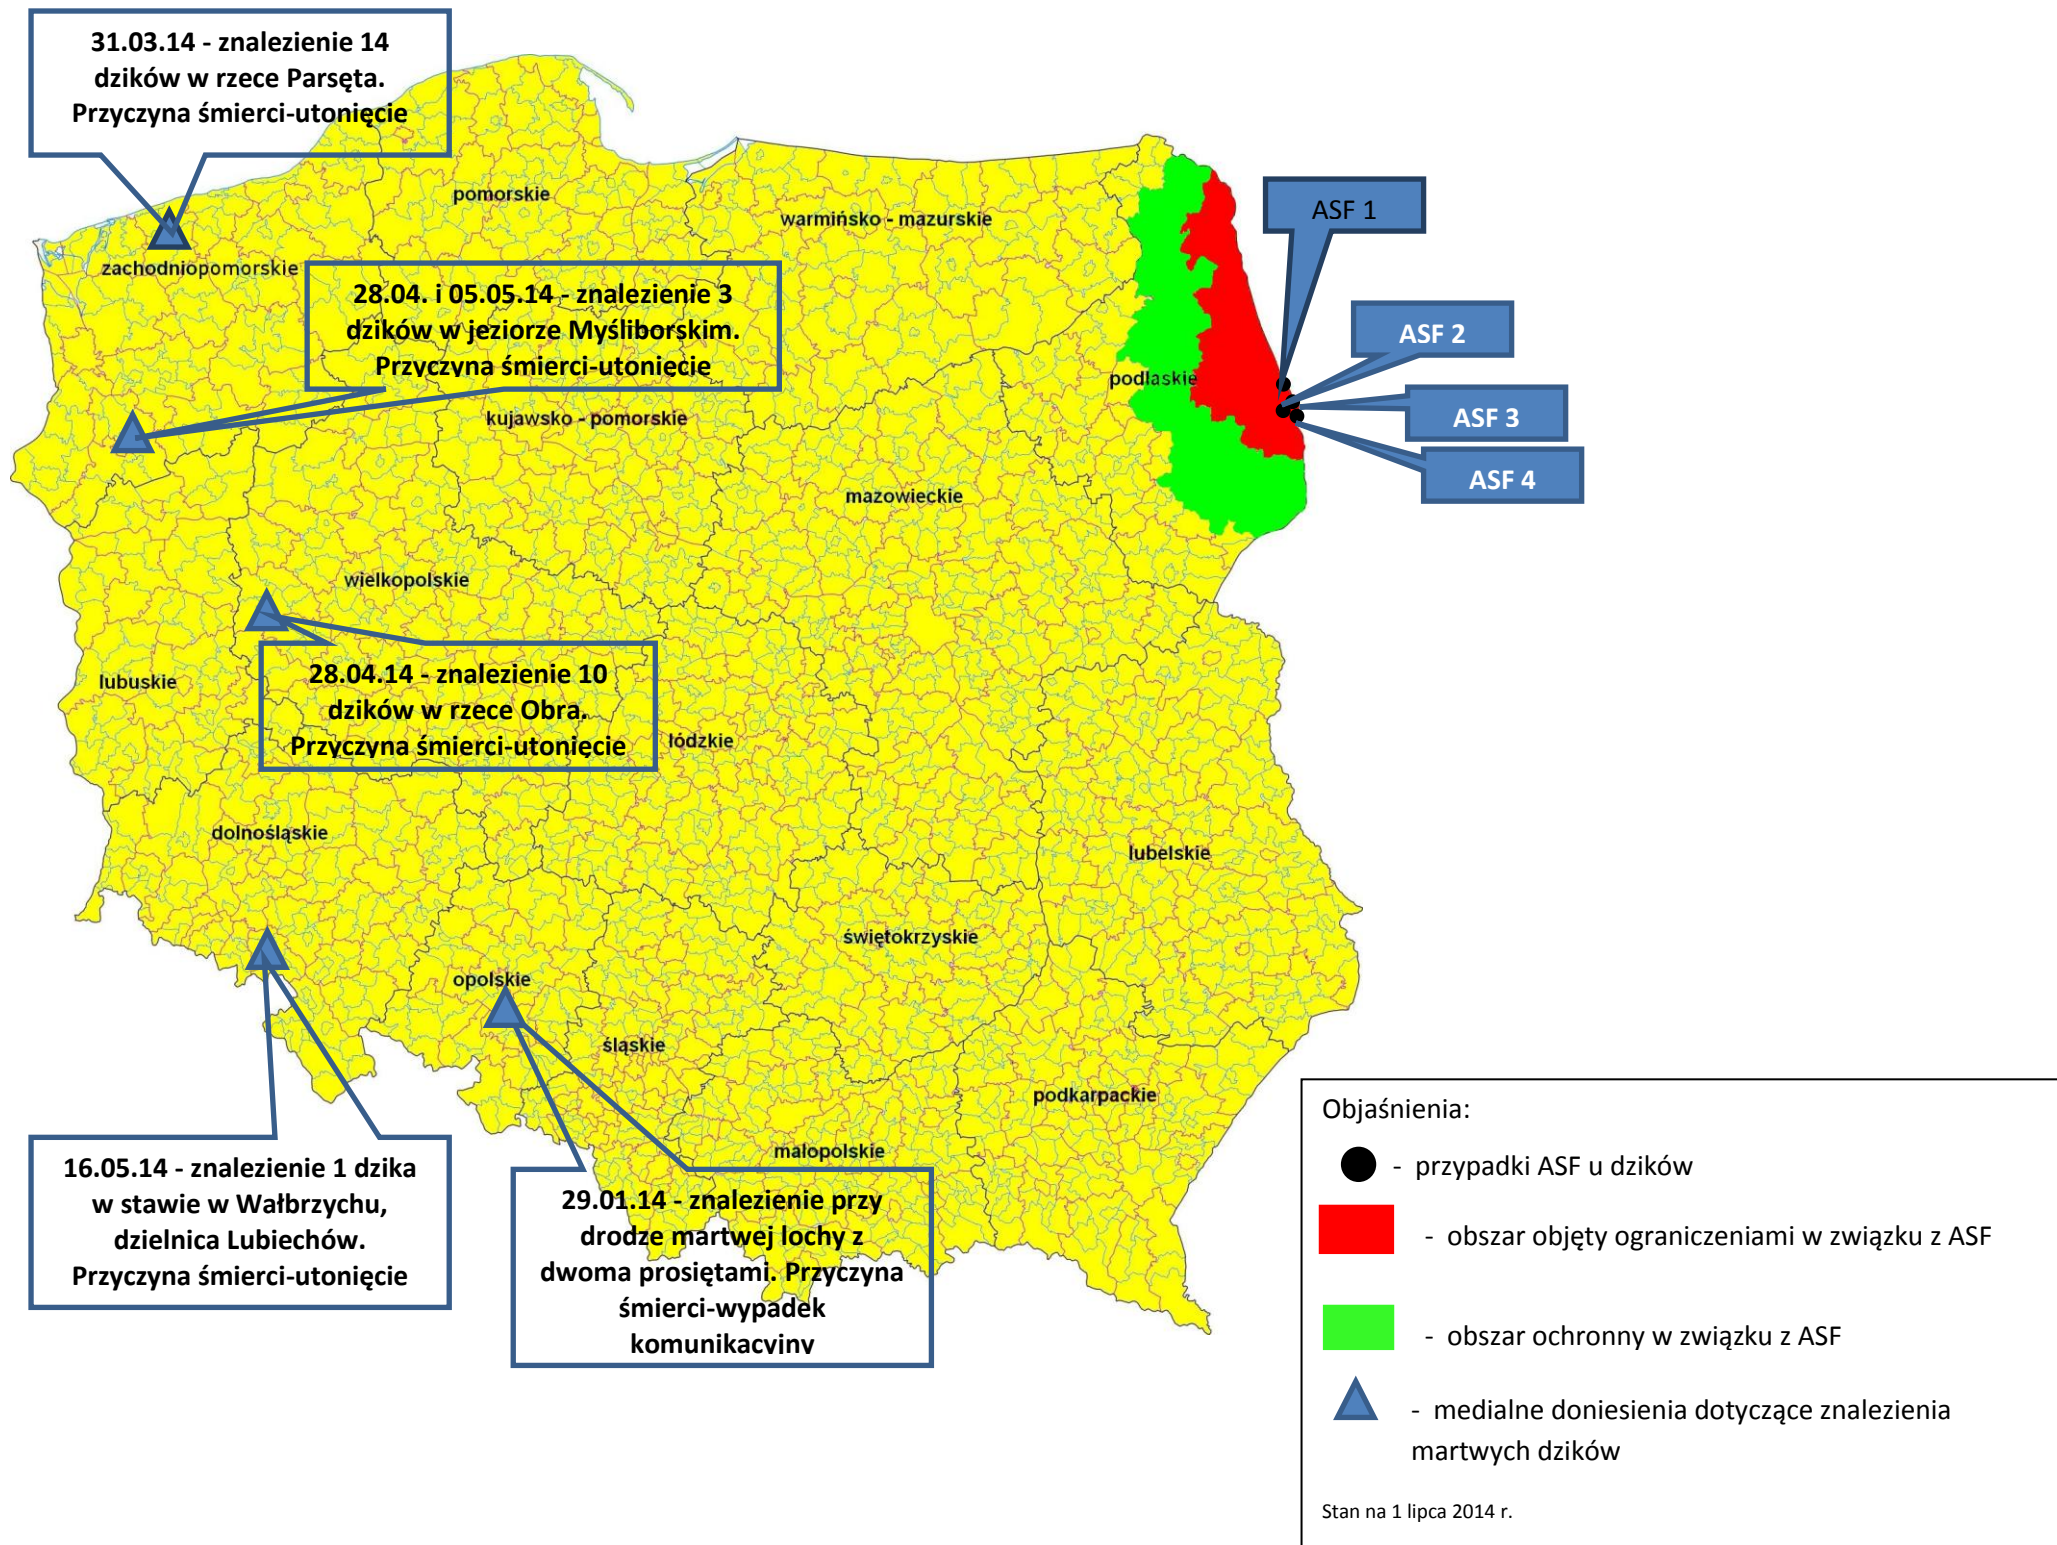 31.03.14 - znalezienie 14
dzików w rzece Parsęta.
Przyczyna śmierci-utonięcie
pomorskie
warmińsko - mazurskie
zachodniopomorskie
ASF 1
28.04. i 05.05.14 - znalezienie 3
dzików w jeziorze Myśliborskim.
Przyczyna śmierci-utonięcie
ASF 2
podlaskie
ASF 3
kujawsko - pomorskie
ASF 4
mazowieckie
wielkopolskie
28.04.14 - znalezienie 10
dzików w rzece Obra.
Przyczyna śmierci-utonięcie
lubuskie
łódzkie
dolnośląskie
lubelskie
świętokrzyskie
opolskie
śląskie
podkarpackie
małopolskie
16.05.14 - znalezienie 1 dzika
w stawie w Wałbrzychu,
dzielnica Lubiechów.
Przyczyna śmierci-utonięcie
29.01.14 - znalezienie przy
drodze martwej lochy z
dwoma prosiętami. Przyczyna
śmierci-wypadek
komunikacyjny
Objaśnienia:
- przypadki ASF u dzików
- obszar objęty ograniczeniami w związku z ASF
- obszar ochronny w związku z ASF
- medialne doniesienia dotyczące znalezienia
martwych dzików
Stan na 1 lipca 2014 r.